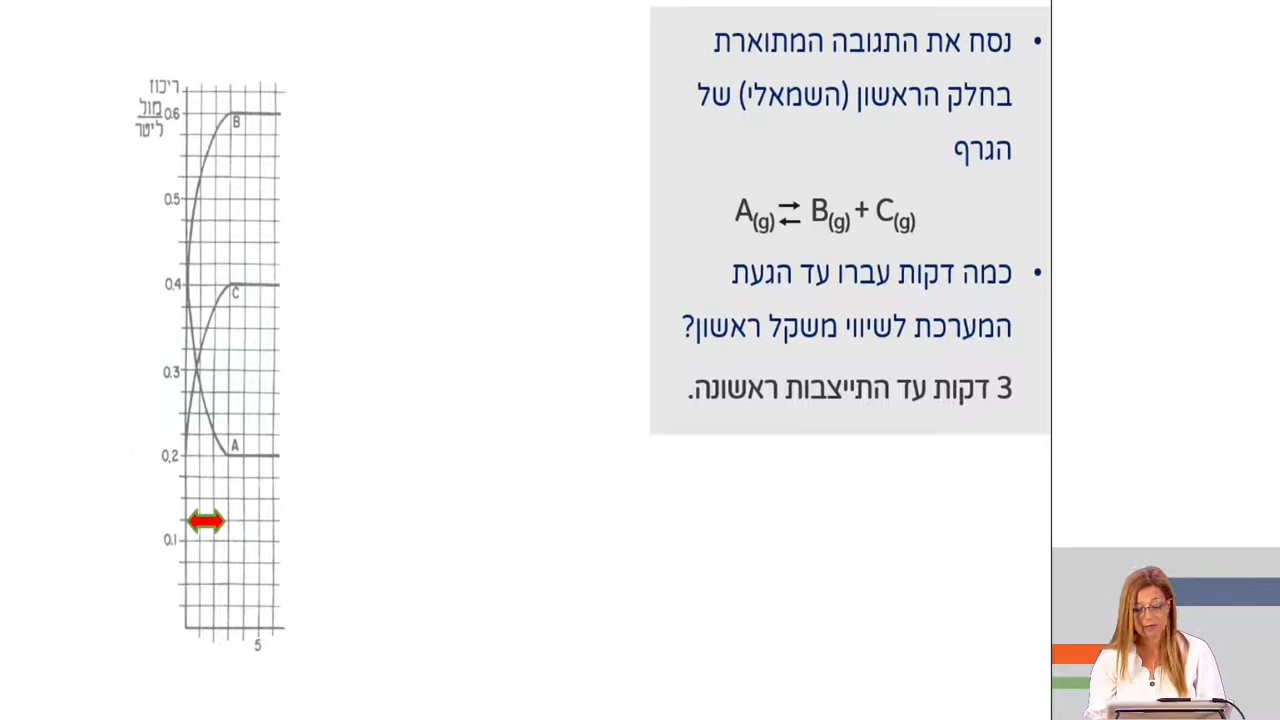 נסח את התגובה המתוארת
בחלק הראשון (השמאלי) של
הגרף
A(g) ⇄ B(g) + C(g)
כמה דקות עברו עד הגעת
המערכת לשיווי משקל ראשון?
3 דקות עד התייצבות ראשונה.
ריכוז
מול
ליטר
0.6
B
0.5
0.4
C
0.3
A
0.2
0.1
5